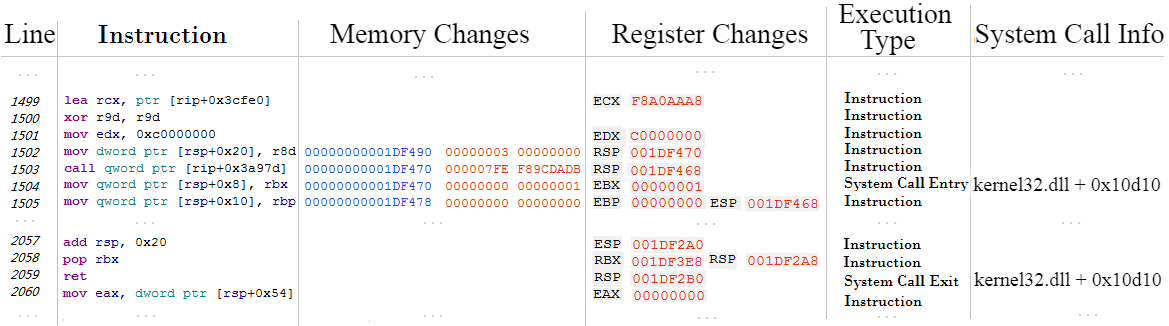 Line Instruction Memory Changes Register Changes Execution Type System Call Info
... ... ... ... ... ...
1499 lea rcx, ptr [rip+0x3cfe0] ECX F8A0AAA8 Instruction
1500 xor r9d, r9d Instruction
1501 mov edx, 0xc0000000 EDX C0000000 Instruction
1502 mov dword ptr [rsp+0x20], r8d 00000000001DF490 00000003 00000000 RSP 001DF470 Instruction
1503 call qword ptr [rip+0x3a97d] 00000000001DF470 000007FE F89CDADB RSP 001DF468 Instruction
1504 mov qword ptr [rsp+0x8], rbx 00000000001DF470 00000000 00000001 EBX 00000001 System Call Entry kernel32.dll + 0x10d10
1505 mov qword ptr [rsp+0x10], rbp 00000000001DF478 00000000 00000000 EBP 00000000 ESP 001DF468 Instruction
... ... ... ... ... ...
2057 add rsp, 0x20 ESP 001DF2A0 Instruction
2058 pop rbx RBX 001DF3E8 RSP 001DF2A8 Instruction
2059 ret RSP 001DF2B0 System Call Exit kernel32.dll + 0x10d10
2060 mov eax, dword ptr [rsp+0x54] EAX 00000000 Instruction
... ... ... ... ... ...